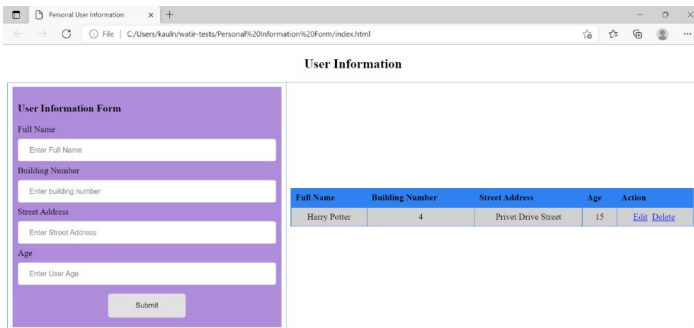 Personal User Information
File | C:/Users/kauln/watir-tests/Personal%20Information%20Form/index.html
User Information
User Information Form
Full Name
Enter Full Name
Building Number
Enter building number
Street Address
Enter Street Address
Age
Enter User Age
Submit
Full Name Building Number Street Address Age Action
Harry Potter 4 Privet Drive Street 15 Edit Delete